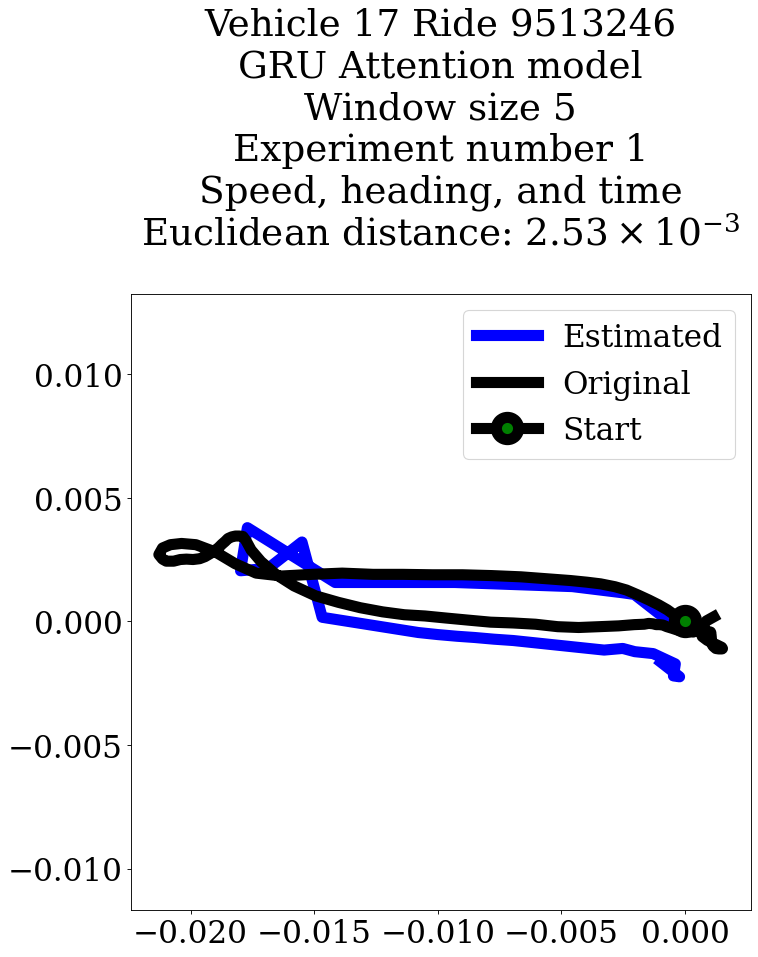 Vehicle 17 Ride 9513246
GRU Attention model
Window size 5
Experiment number 1
Speed, heading, and time
Euclidean distance: 2.53 × 10⁻³
Estimated
Original
Start
0.010
0.005
0.000
−0.005
−0.010
−0.020 −0.015 −0.010 −0.005 0.000